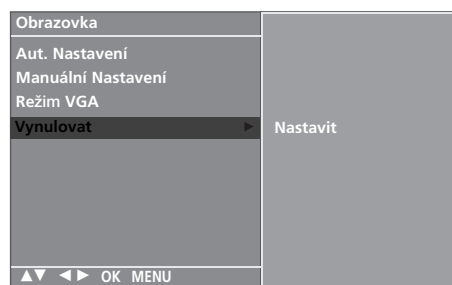 Obrazovka
Aut. Nastavení
Manuální Nastavení
Režim VGA
Vynulovat ► Nastavit
▲▼ ◄► OK MENU